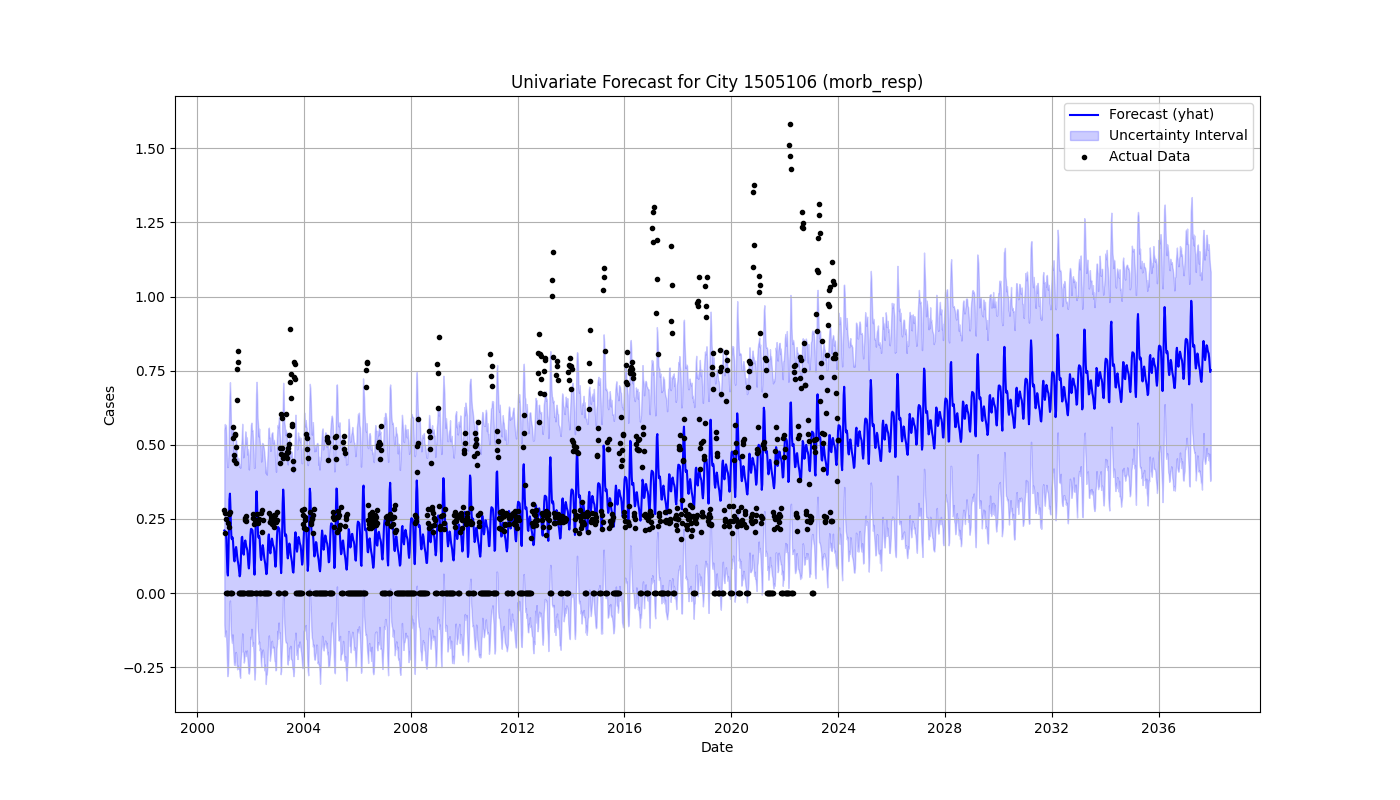 Univariate Forecast for City 1505106 (morb_resp)
Forecast (yhat)
Uncertainty Interval
Actual Data
1.50
1.25
1.00
0.75
0.50
0.25
0.00
−0.25
Cases
2000 2004 2008 2012 2016 2020 2024 2028 2032 2036
Date